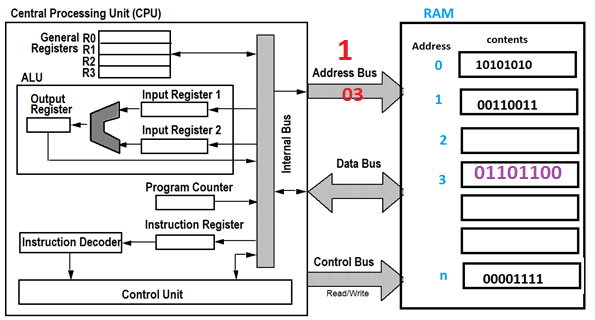 Central Processing Unit (CPU)
General
Registers
R0
R1
R2
R3
ALU
Output
Register
Input Register 1
Input Register 2
Internal Bus
Program Counter
Instruction Register
Instruction Decoder
Control Unit
1
Address Bus
03
Data Bus
Control Bus
Read/Write
RAM
Address
contents
0
10101010
1
00110011
2
3
01101100
n
00001111